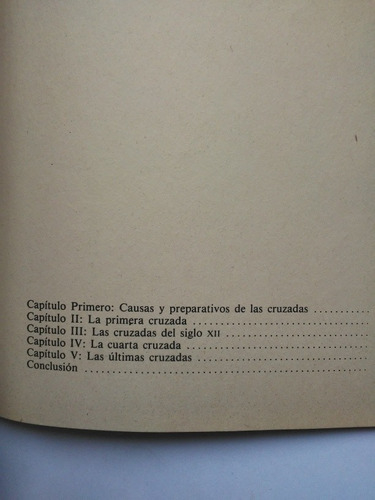 Capítulo Primero: Causas y preparativos de las cruzadas ..........
Capítulo II: La primera cruzada ................................
Capítulo III: Las cruzadas del siglo XII ..........................
Capítulo IV: La cuarta cruzada ................................
Capítulo V: Las últimas cruzadas ...............................
Conclusión ...................................................